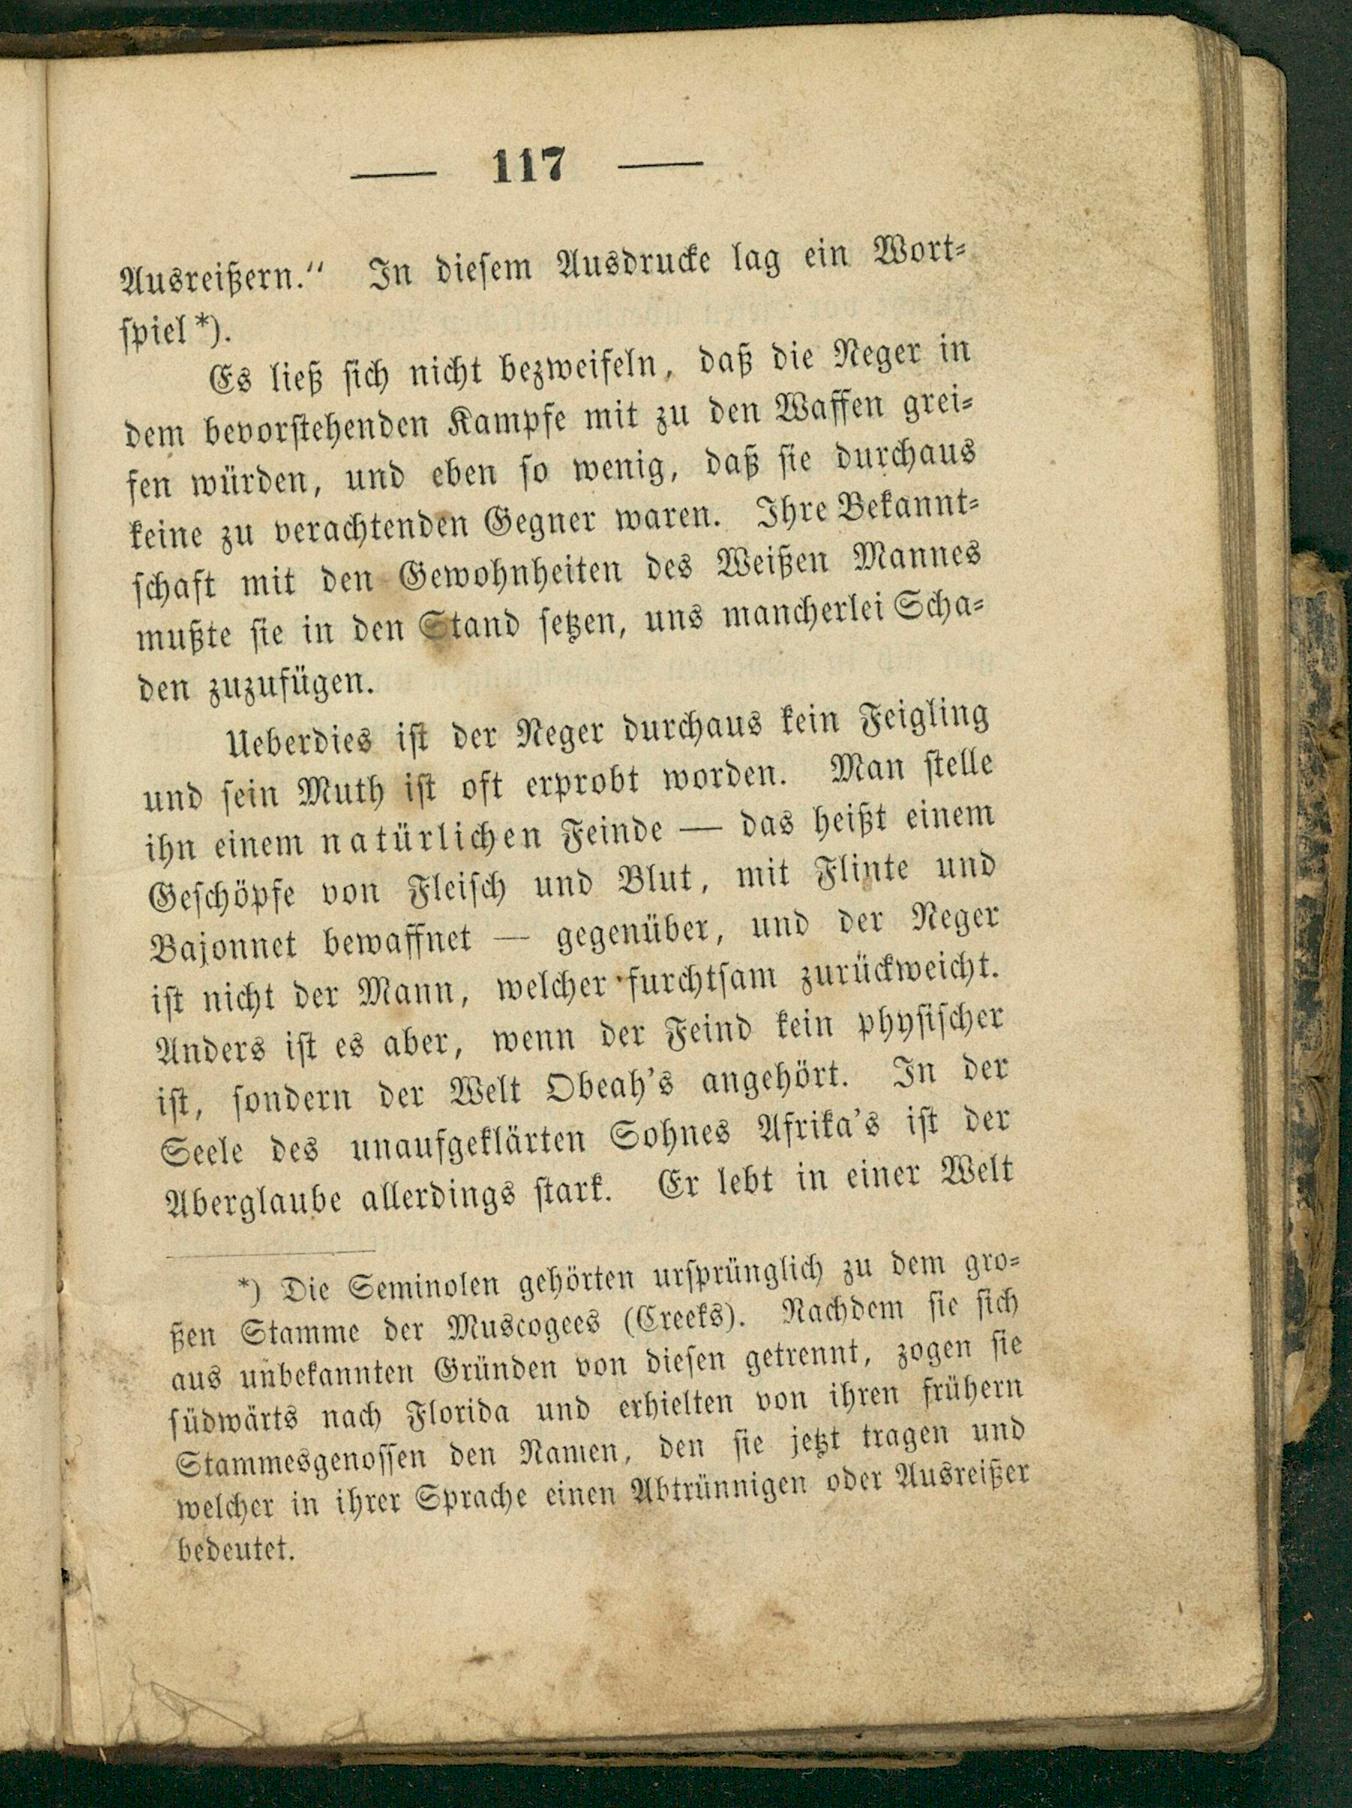 — 117 —
Ausreißern.“ In diesem Ausdrucke lag ein Wort-
spiel*).
Es ließ sich nicht bezweifeln, daß die Neger in
dem bevorstehenden Kampfe mit zu den Waffen grei-
fen würden, und eben so wenig, daß sie durchaus
keine zu verachtenden Gegner waren. Ihre Bekannt-
schaft mit den Gewohnheiten des Weißen Mannes
mußte sie in den Stand setzen, uns mancherlei Scha-
den zuzufügen.
Ueberdies ist der Neger durchaus kein Feigling
und sein Muth ist oft erprobt worden. Man stelle
ihn einem natürlichen Feinde — das heißt einem
Geschöpfe von Fleisch und Blut, mit Flinte und
Bajonnet bewaffnet — gegenüber, und der Neger
ist nicht der Mann, welcher furchtsam zurückweicht.
Anders ist es aber, wenn der Feind kein physischer
ist, sondern der Welt Obeah's angehört. In der
Seele des unaufgeklärten Sohnes Afrika's ist der
Aberglaube allerdings stark. Er lebt in einer Welt
*) Die Seminolen gehörten ursprünglich zu dem gro-
ßen Stamme der Muscogees (Creeks). Nachdem sie sich
aus unbekannten Gründen von diesen getrennt, zogen sie
südwärts nach Florida und erhielten von ihren frühern
Stammesgenossen den Namen, den sie jetzt tragen und
welcher in ihrer Sprache einen Abtrünnigen oder Ausreißer
bedeutet.